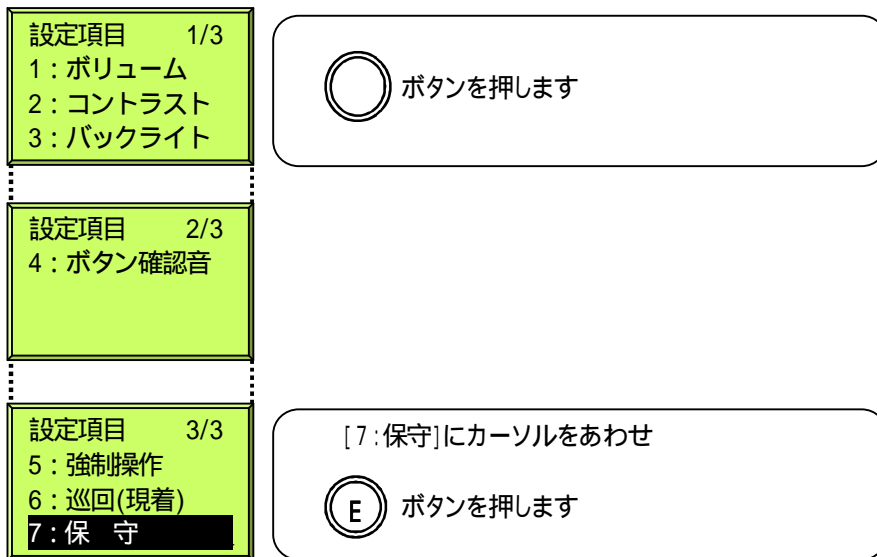 設定項目 1/3
1：ボリューム
2：コントラスト
3：バックライト
ボタンを押します
設定項目 2/3
4：ボタン確認音
設定項目 3/3
5：強制操作
6：巡回(現着)
7：保 守
[7:保守]にカーソルをあわせ
E ボタンを押します